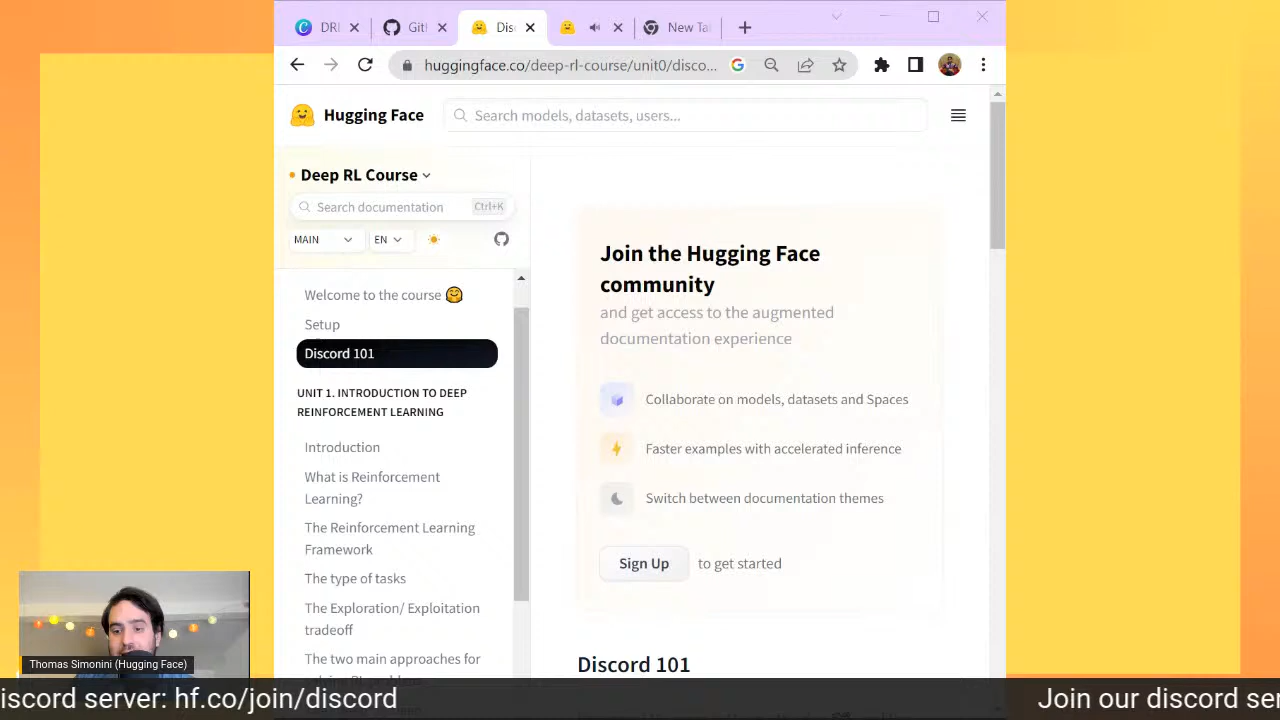 DRL
GitH
Disc
New Tab
huggingface.co/deep-rl-course/unit0/disco...
Hugging Face
Search models, datasets, users...
Deep RL Course
Search documentation
Ctrl+K
MAIN
EN
Welcome to the course
Setup
Discord 101
UNIT 1. INTRODUCTION TO DEEP
REINFORCEMENT LEARNING
Introduction
What is Reinforcement
Learning?
The Reinforcement Learning
Framework
The type of tasks
The Exploration/ Exploitation
tradeoff
The two main approaches for
Join the Hugging Face
community
and get access to the augmented
documentation experience
Collaborate on models, datasets and Spaces
Faster examples with accelerated inference
Switch between documentation themes
Sign Up to get started
Discord 101
Thomas Simonini (Hugging Face)
iscord server: hf.co/join/discord
Join our discord ser